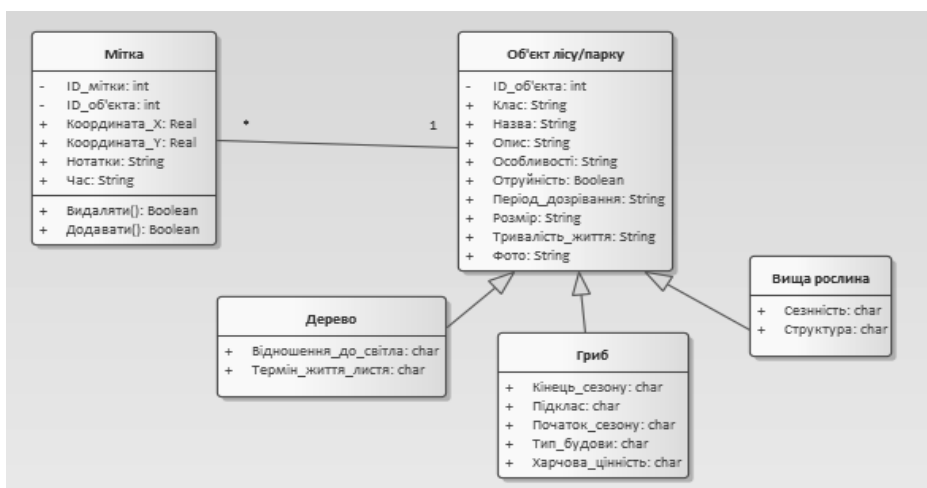 Мітка
- ID_мітки: int
- ID_об'єкта: int
+ Координата_X: Real
+ Координата_Y: Real
+ Нотатки: String
+ Час: String
+ Видаляти(): Boolean
+ Додавати(): Boolean
* 1
Об'єкт лісу/парку
- ID_об'єкта: int
+ Клас: String
+ Назва: String
+ Опис: String
+ Особливості: String
+ Отруйність: Boolean
+ Період_дозрівання: String
+ Розмір: String
+ Тривалість_життя: String
+ Фото: String
Дерево
+ Відношення_до_світла: char
+ Термін_життя_листя: char
Гриб
+ Кінець_сезону: char
+ Підклас: char
+ Початок_сезону: char
+ Тип_будови: char
+ Харчова_цінність: char
Вища рослина
+ Сезнність: char
+ Структура: char